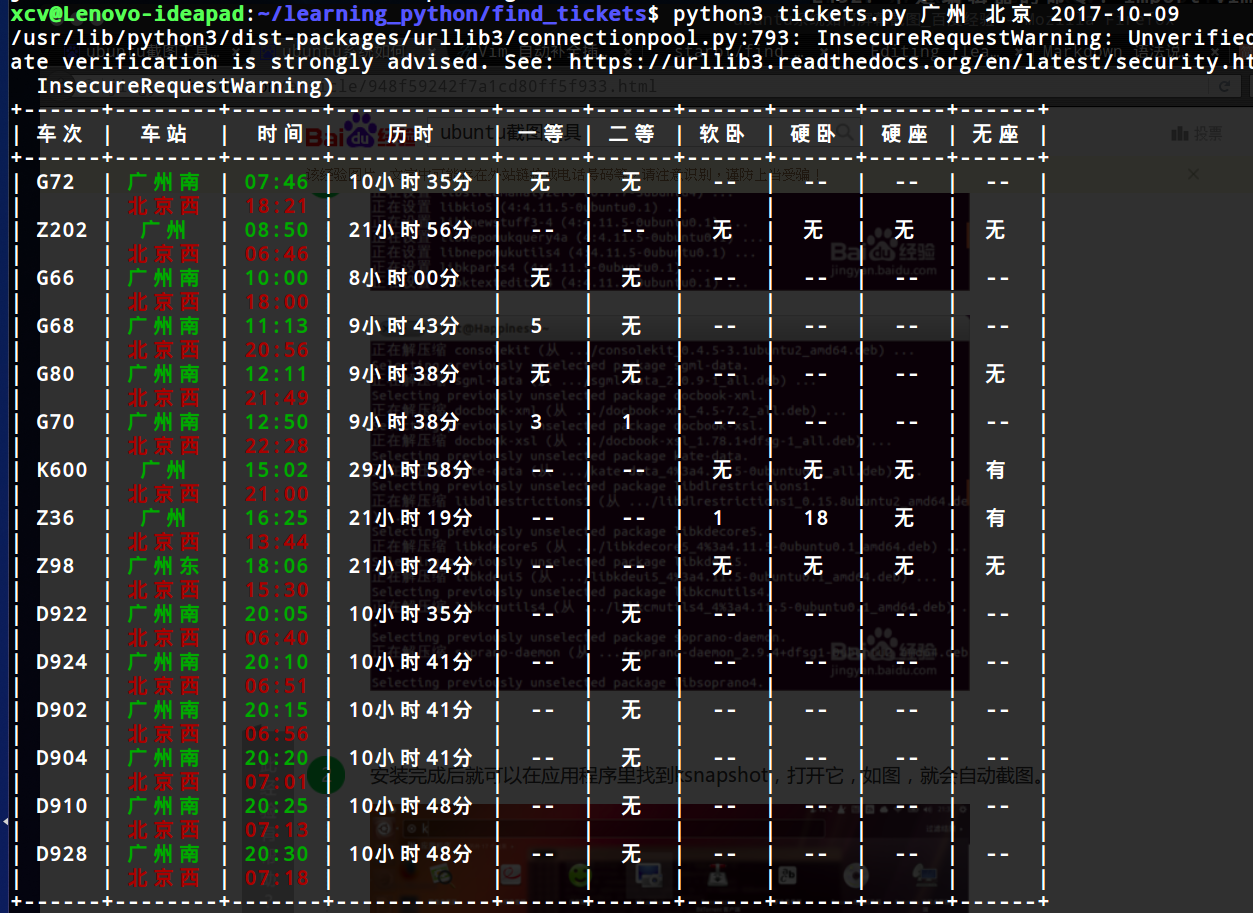 xcv@Lenovo-ideapad:~/learning_python/find_tickets$ python3 tickets.py 广州 北京 2017-10-09
/usr/lib/python3/dist-packages/urllib3/connectionpool.py:793: InsecureRequestWarning: Unverified
ate verification is strongly advised. See: https://urllib3.readthedocs.org/en/latest/security.ht
InsecureRequestWarning)
+-------+--------+-------+------------+------+------+------+------+------+------+
| 车次 | 车站 | 时间 | 历时 | 一等 | 二等 | 软卧 | 硬卧 | 硬座 | 无座 |
+-------+--------+-------+------------+------+------+------+------+------+------+
| G72 | 广州南 | 07:46 | 10小时35分 | 无 | 无 | -- | -- | -- | -- |
| | 北京西 | 18:21 | | | | | | | |
| Z202 | 广州 | 08:50 | 21小时56分 | -- | -- | 无 | 无 | 无 | 无 |
| | 北京西 | 06:46 | | | | | | | |
| G66 | 广州南 | 10:00 | 8小时00分 | 无 | 无 | -- | -- | -- | -- |
| | 北京西 | 18:00 | | | | | | | |
| G68 | 广州南 | 11:13 | 9小时43分 | 5 | 无 | -- | -- | -- | -- |
| | 北京西 | 20:56 | | | | | | | |
| G80 | 广州南 | 12:11 | 9小时38分 | 无 | 无 | -- | -- | -- | 无 |
| | 北京西 | 21:49 | | | | | | | |
| G70 | 广州南 | 12:50 | 9小时38分 | 3 | 1 | -- | -- | -- | -- |
| | 北京西 | 22:28 | | | | | | | |
| K600 | 广州 | 15:02 | 29小时58分 | -- | -- | 无 | 无 | 无 | 有 |
| | 北京西 | 21:00 | | | | | | | |
| Z36 | 广州 | 16:25 | 21小时19分 | -- | -- | 1 | 18 | 无 | 有 |
| | 北京西 | 13:44 | | | | | | | |
| Z98 | 广州东 | 18:06 | 21小时24分 | -- | -- | 无 | 无 | 无 | 无 |
| | 北京西 | 15:30 | | | | | | | |
| D922 | 广州南 | 20:05 | 10小时35分 | -- | 无 | -- | -- | -- | -- |
| | 北京西 | 06:40 | | | | | | | |
| D924 | 广州南 | 20:10 | 10小时41分 | -- | 无 | -- | -- | -- | -- |
| | 北京西 | 06:51 | | | | | | | |
| D902 | 广州南 | 20:15 | 10小时41分 | -- | 无 | -- | -- | -- | -- |
| | 北京西 | 06:56 | | | | | | | |
| D904 | 广州南 | 20:20 | 10小时41分 | -- | 无 | -- | -- | -- | -- |
| | 北京西 | 07:01 | | | | | | | |
| D910 | 广州南 | 20:25 | 10小时48分 | -- | 无 | -- | -- | -- | -- |
| | 北京西 | 07:13 | | | | | | | |
| D928 | 广州南 | 20:30 | 10小时48分 | -- | 无 | -- | -- | -- | -- |
| | 北京西 | 07:18 | | | | | | | |
+-------+--------+-------+------------+------+------+------+------+------+------+